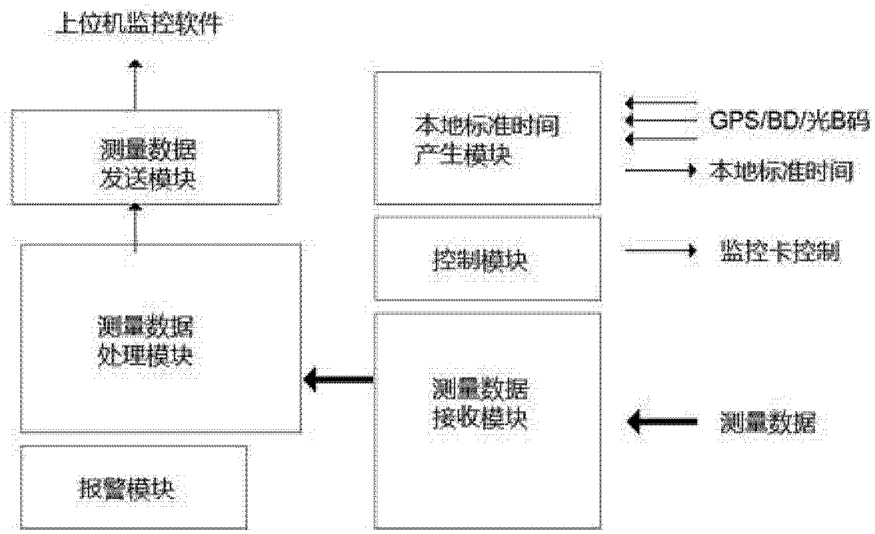 上位机监控软件
测量数据
发送模块
本地标准时间
产生模块
GPS/BD/光B码
本地标准时间
控制模块
监控卡控制
测量数据
处理模块
测量数据
接收模块
测量数据
报警模块